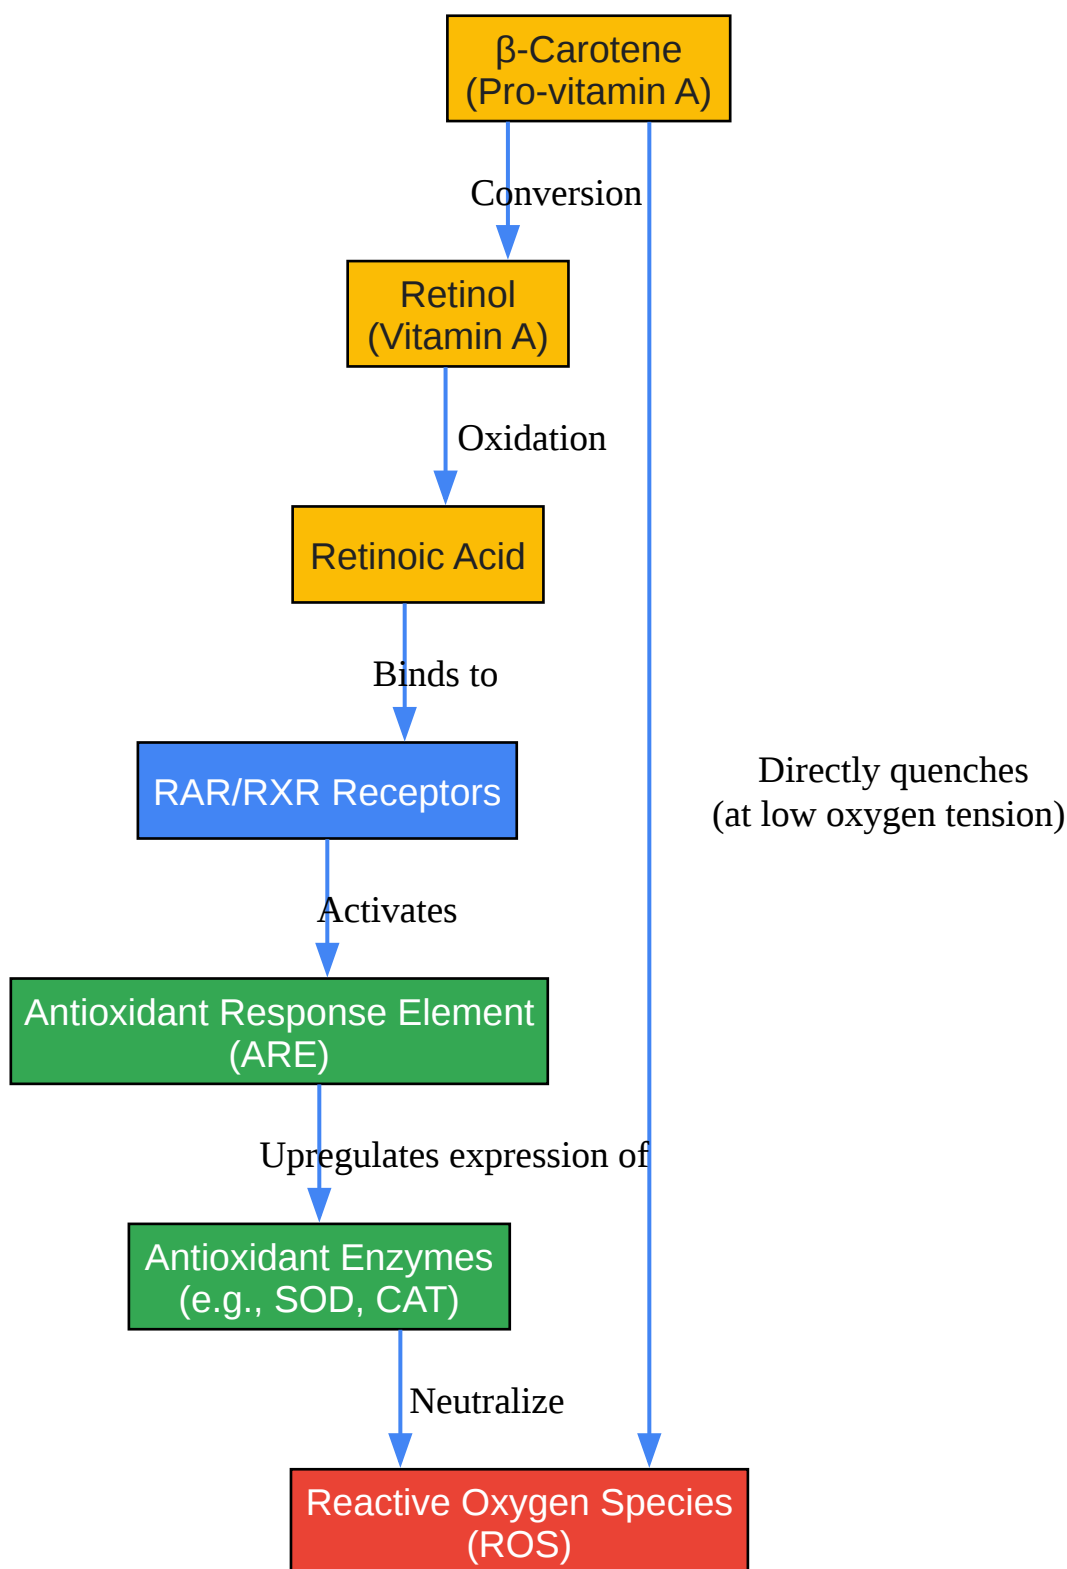 β-Carotene
(Pro-vitamin A)
Conversion
Retinol
(Vitamin A)
Oxidation
Retinoic Acid
Binds to
RAR/RXR Receptors
Directly quenches
(at low oxygen tension)
Activates
Antioxidant Response Element
(ARE)
Upregulates expression of
Antioxidant Enzymes
(e.g., SOD, CAT)
Neutralize
Reactive Oxygen Species
(ROS)